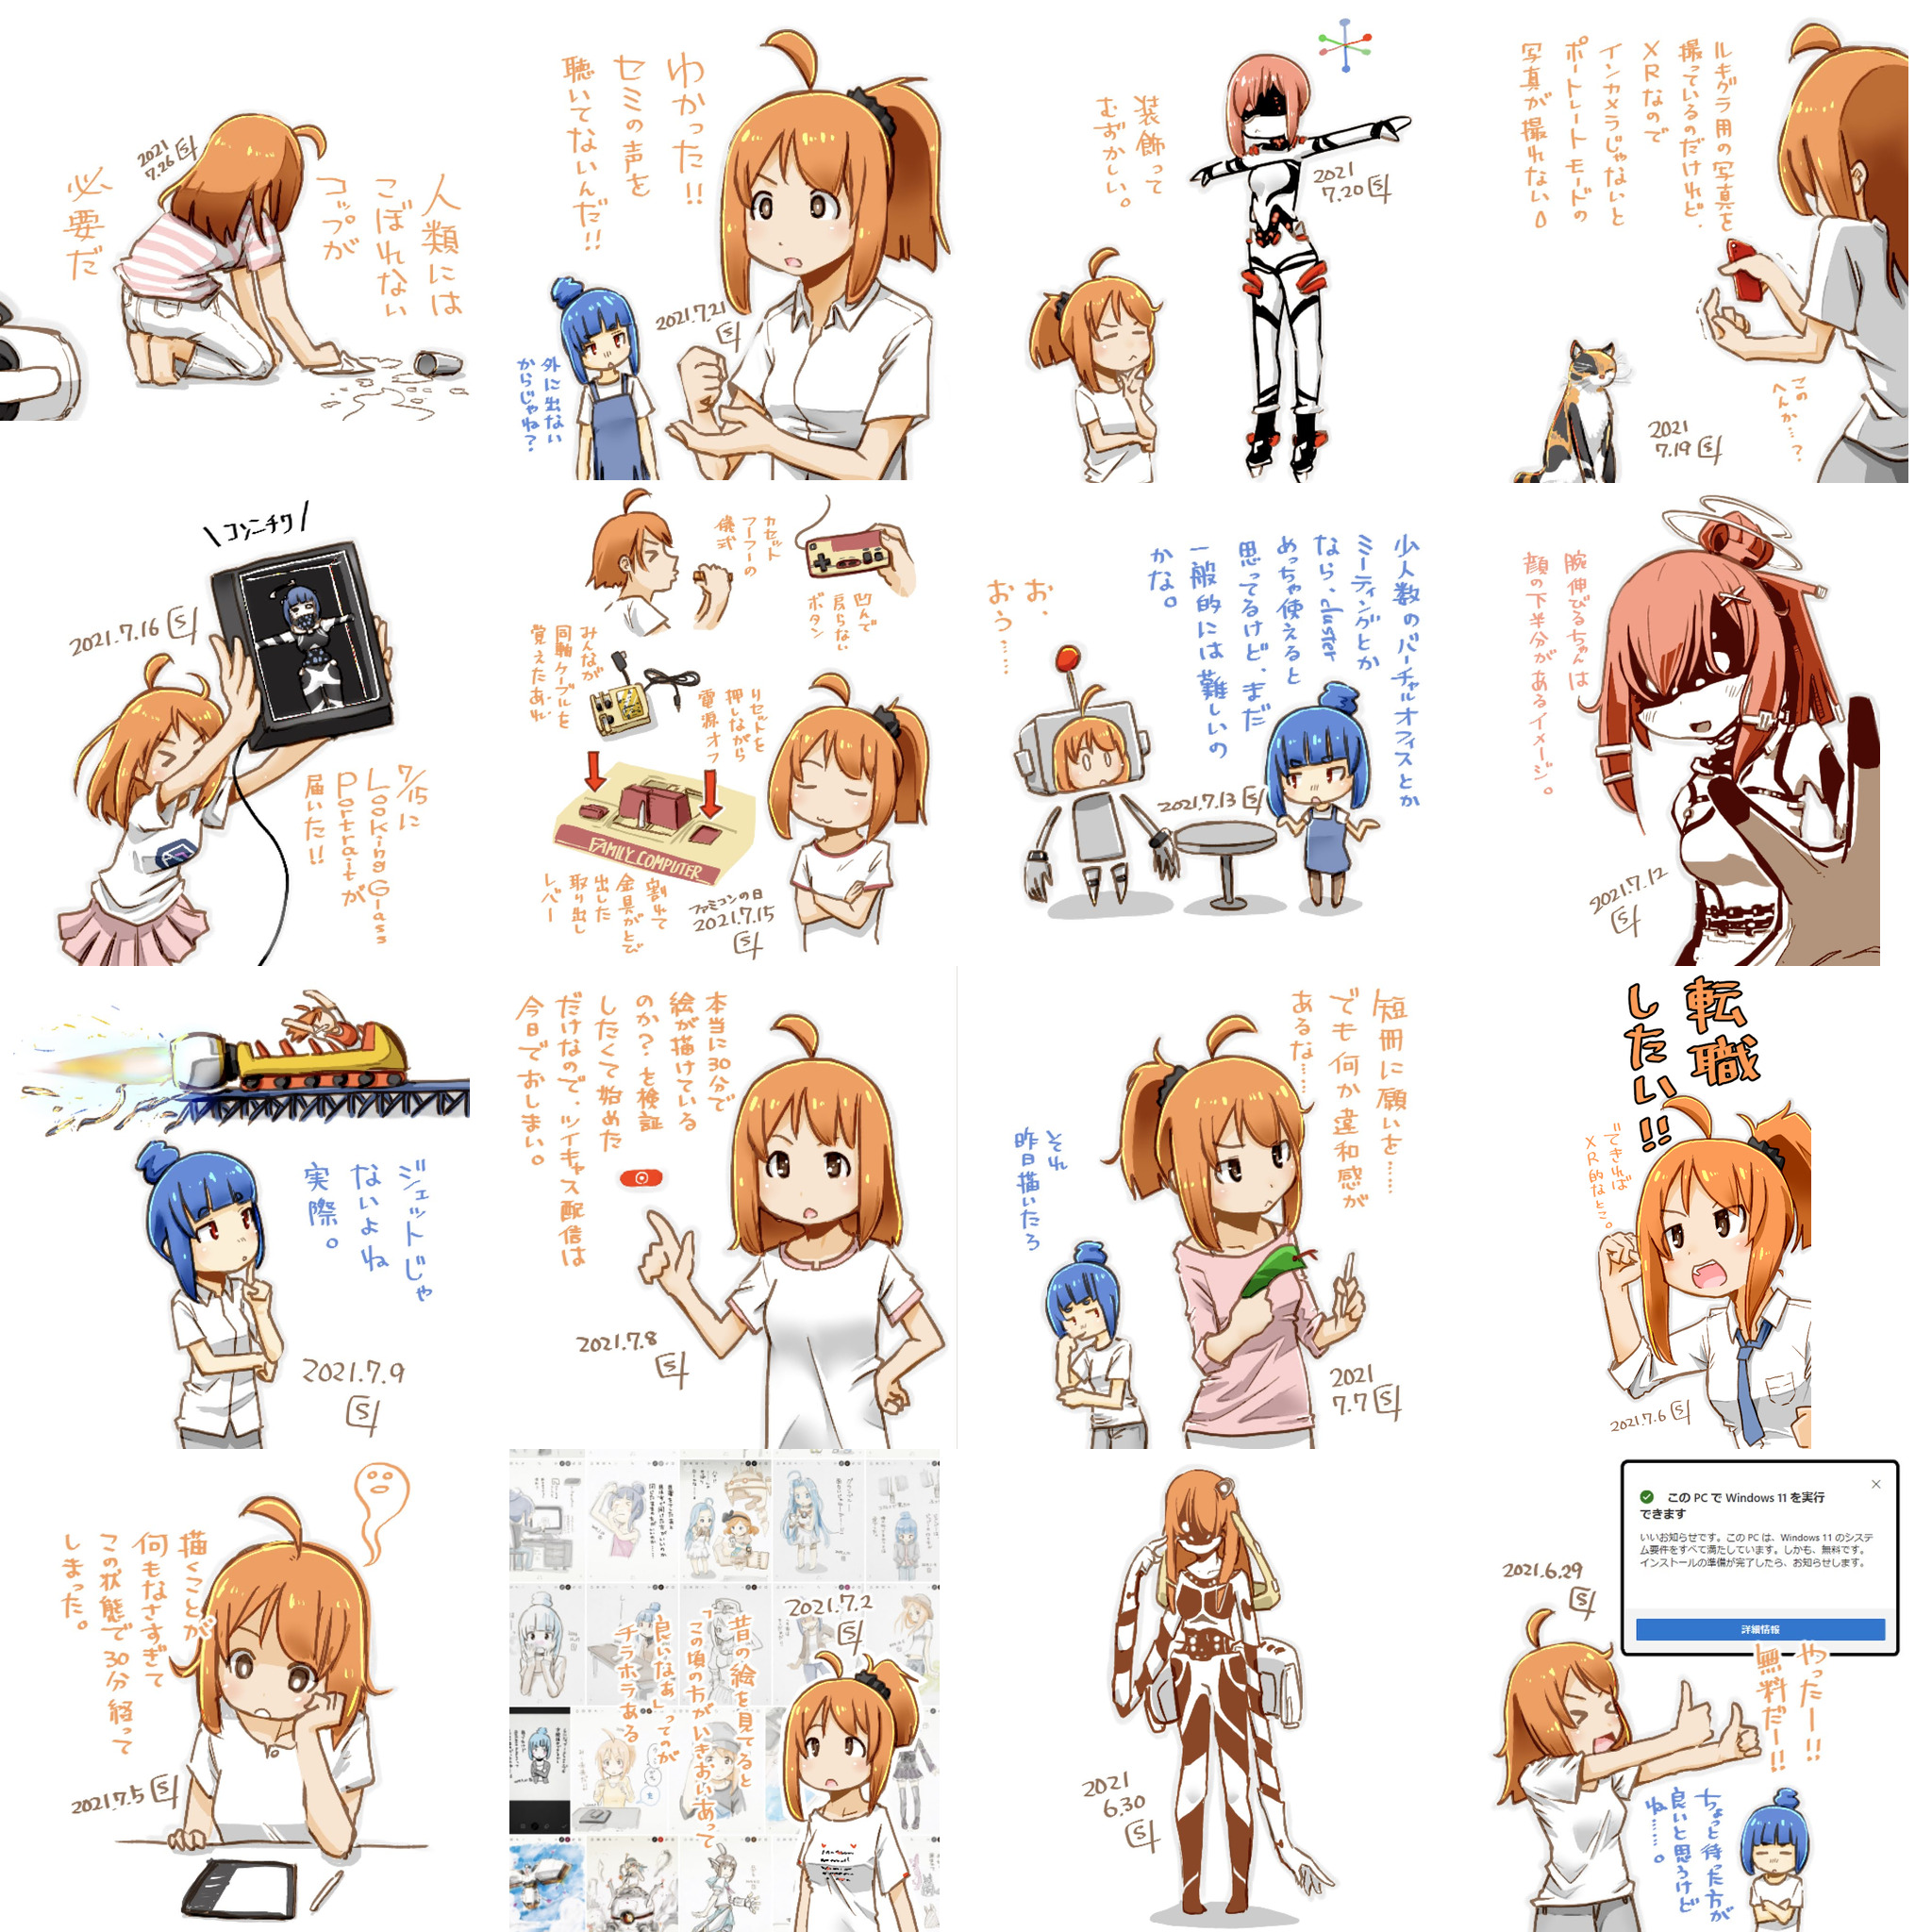 人類には
こぼれない
コップが
必要だ
2021
7.26
わかった!!
セミの声を
聴いてないんだ!!
2021.7.21
外に出ない
からじゃね?
装飾って
むずかしい。
2021
7.20
ルキグラ用の写真を
撮っているのだけれど、
XRなので
インカメラじゃないと
ポートレートモードの
写真が撮れない。
この
へんか…?
2021
7.19
コンニチワ
2021.7.16
7/15に
Looking Glass
Portraitが
届いた!!
カセット
フーフーの
儀式
凹んで
戻らない
ボタン
みんなが
同軸ケーブルを
覚えたあれ
リセットを
押しながら
電源オフ
FAMILY COMPUTER
割れて
金具がとび
出した
取り出し
レバー
ファミコンの日
2021.7.15
少人数のバーチャルオフィスとか
ミーティングとか
なら、cluster
めっちゃ使えると
思ってるけど、まだ
一般的には難しいの
かな。
お、
おう……
2021.7.13
腕伸びるちゃんは
顔の下半分があるイメージ。
2021.7.12
ジェットじゃ
ないよね
実際。
2021.7.9
本当に30分で
絵が描けている
のか?を検証
したくて始めた
だけなので、ツイキャス配信は
今日でおしまい。
2021.7.8
短冊に願いを……
でも何か違和感が
あるな……
それ
昨日描いたろ
2021
7.7
転職
したい!!
できれば
XR的なとこ。
2021.7.6
描くことが
何もなさすぎて
この状態で30分経って
しまった。
2021.7.5
2021.7.2
昔の絵を見てると
「この頃の方がいきおいあって
良いなぁ」ってのが
チラホラある
2021
6.30
このPCで Windows 11 を実行
できます
いいお知らせです。この PC は、Windows 11 のシステ
ム要件をすべて満たしています。しかも、無料です。
インストールの準備が完了したら、お知らせします。
詳細情報
2021.6.29
やったー!!
無料だー!!
ちょっと待った方が
良いと思うけど
ね……。